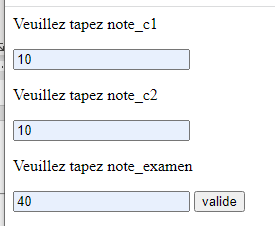 Veuillez tapez note_c1
10
Veuillez tapez note_c2
10
Veuillez tapez note_examen
40 valide